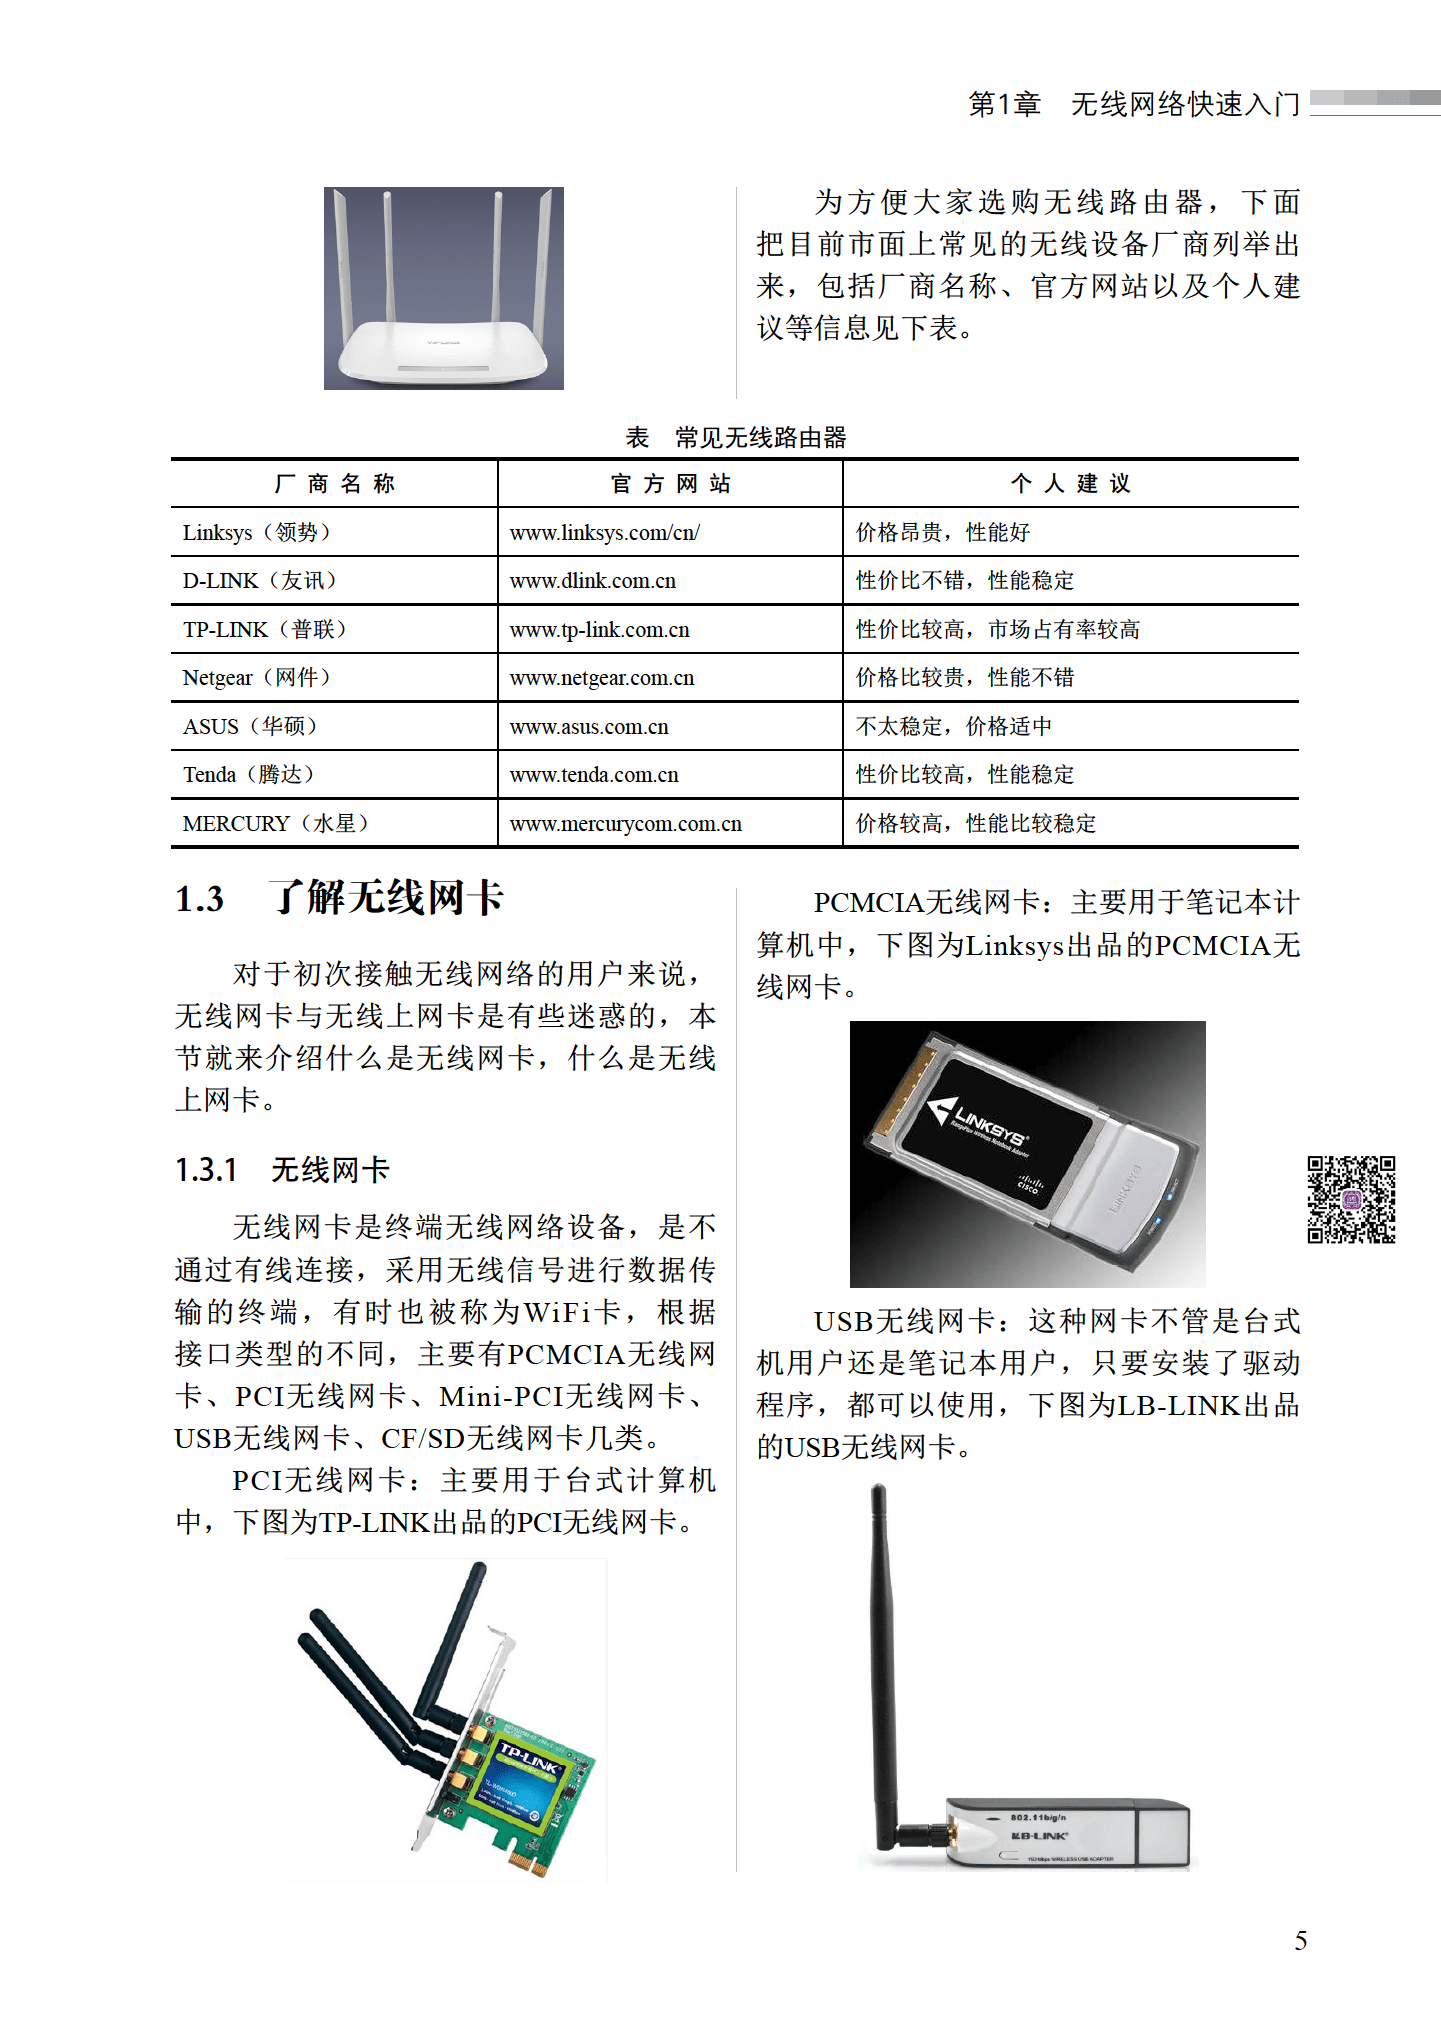 第1章 无线网络快速入门
为方便大家选购无线路由器，下面
把目前市面上常见的无线设备厂商列举出
来，包括厂商名称、官方网站以及个人建
议等信息见下表。
表 常见无线路由器
厂商名称 官方网站 个人建议
Linksys（领势） www.linksys.com/cn/ 价格昂贵，性能好
D-LINK（友讯） www.dlink.com.cn 性价比不错，性能稳定
TP-LINK（普联） www.tp-link.com.cn 性价比较高，市场占有率较高
Netgear（网件） www.netgear.com.cn 价格比较贵，性能不错
ASUS（华硕） www.asus.com.cn 不太稳定，价格适中
Tenda（腾达） www.tenda.com.cn 性价比较高，性能稳定
MERCURY（水星） www.mercurycom.com.cn 价格较高，性能比较稳定
1.3 了解无线网卡
对于初次接触无线网络的用户来说，
无线网卡与无线上网卡是有些迷惑的，本
节就来介绍什么是无线网卡，什么是无线
上网卡。
1.3.1 无线网卡
无线网卡是终端无线网络设备，是不
通过有线连接，采用无线信号进行数据传
输的终端，有时也被称为WiFi卡，根据
接口类型的不同，主要有PCMCIA无线网
卡、PCI无线网卡、Mini-PCI无线网卡、
USB无线网卡、CF/SD无线网卡几类。
PCI无线网卡：主要用于台式计算机
中，下图为TP-LINK出品的PCI无线网卡。
TP-LINK
PCMCIA无线网卡：主要用于笔记本计
算机中，下图为Linksys出品的PCMCIA无
线网卡。
LINKSYS®
RangePlus Wireless Notebook Adapter
CISCO
LINKSYS
USB无线网卡：这种网卡不管是台式
机用户还是笔记本用户，只要安装了驱动
程序，都可以使用，下图为LB-LINK出品
的USB无线网卡。
802.11b/g/n
LB-LINK®
150Mbps WIRELESS USB ADAPTER
5